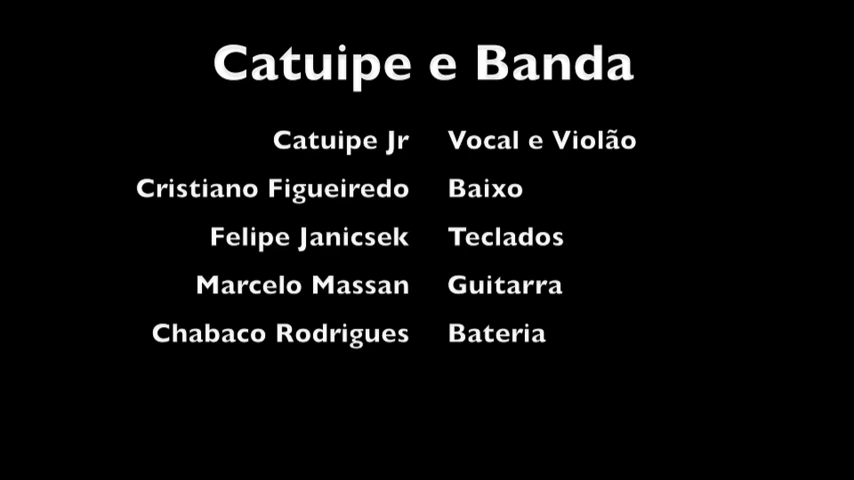 Catuipe e Banda
Catuipe Jr Vocal e Violão
Cristiano Figueiredo Baixo
Felipe Janicsek Teclados
Marcelo Massan Guitarra
Chabaco Rodrigues Bateria